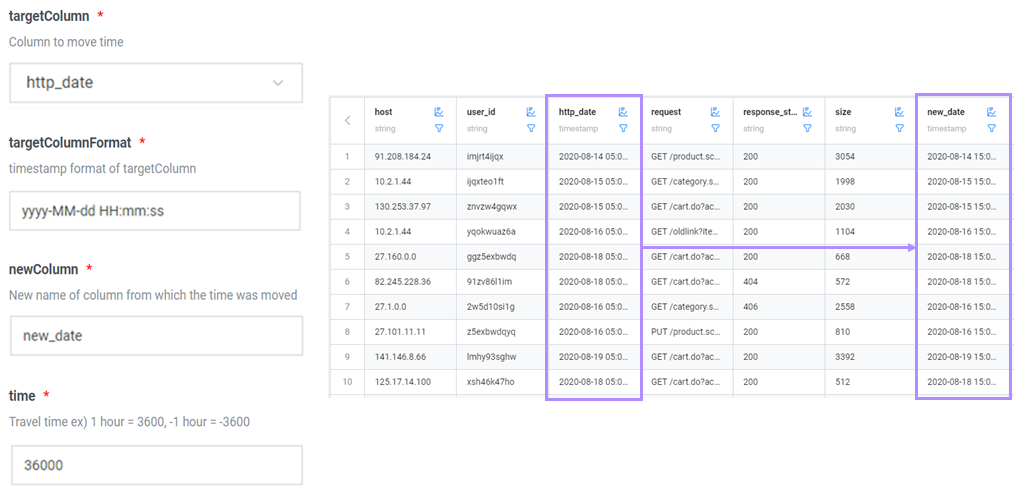 targetColumn *
Column to move time
http_date
targetColumnFormat *
timestamp format of targetColumn
yyyy-MM-dd HH:mm:ss
newColumn *
New name of column from which the time was moved
new_date
time *
Travel time ex) 1 hour = 3600, -1 hour = -3600
36000
host user_id http_date request response_st... size new_date
string string timestamp string string string timestamp
1 91.208.184.24 imjrt4ijqx 2020-08-14 05:0... GET /product.sc... 200 3054 2020-08-14 15:0...
2 10.2.1.44 ijqxteo1ft 2020-08-15 05:0... GET /category.s... 200 1998 2020-08-15 15:0...
3 130.253.37.97 znvzw4gqwx 2020-08-15 05:0... GET /cart.do?ac... 200 2030 2020-08-15 15:0...
4 10.2.1.44 yqokwuaz6a 2020-08-16 05:0... GET /oldlink?ite... 200 1104 2020-08-16 15:0...
5 27.160.0.0 ggz5exbwdq 2020-08-18 05:0... GET /cart.do?ac... 200 668 2020-08-18 15:0...
6 82.245.228.36 91zv86l1im 2020-08-18 05:0... GET /cart.do?ac... 404 572 2020-08-18 15:0...
7 27.1.0.0 2w5d10si1g 2020-08-16 05:0... GET /category.s... 406 2558 2020-08-16 15:0...
8 27.101.11.11 z5exbwdqyq 2020-08-16 05:0... PUT /product.sc... 200 810 2020-08-16 15:0...
9 141.146.8.66 lmhy93sghw 2020-08-19 05:0... GET /cart.do?ac... 200 3392 2020-08-19 15:0...
10 125.17.14.100 xsh46k47ho 2020-08-18 05:0... GET /cart.do?ac... 200 512 2020-08-18 15:0...